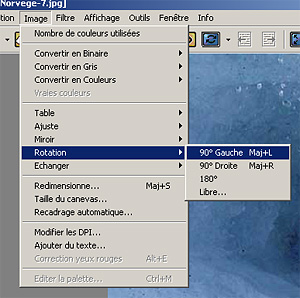 Norvege-7.jpg]
tion Image Filtre Affichage Outils Fenêtre Info
Nombre de couleurs utilisées
Convertir en Binaire
Convertir en Gris
Convertir en Couleurs
Vraies couleurs
Table
Ajuste
Miroir
Rotation
90° Gauche Maj+L
Echanger
90° Droite Maj+R
180°
Redimensionne... Maj+S
Libre...
Taille du canevas...
Recadrage automatique...
Modifier les DPI...
Ajouter du texte...
Correction yeux rouges Alt+E
Editer la palette... Ctrl+M